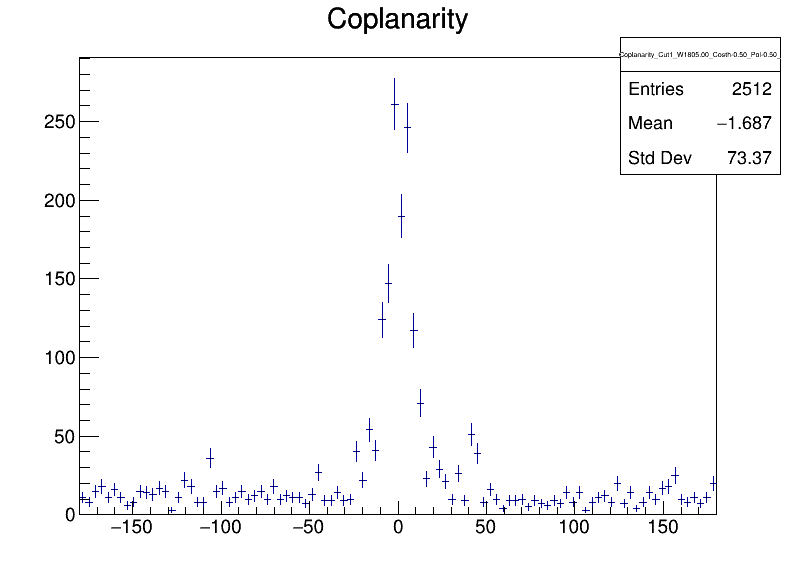 Coplanarity
Coplanarity_Cut1_W1805.00_Costh-0.50_Pol-0.50_
Entries 2512
Mean −1.687
Std Dev 73.37
250
200
150
100
50
0
−150 −100 −50 0 50 100 150